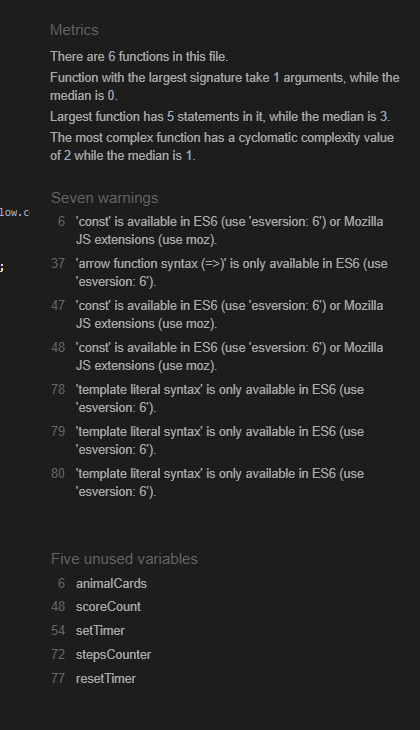 Metrics
There are 6 functions in this file.
Function with the largest signature take 1 arguments, while the
median is 0.
Largest function has 5 statements in it, while the median is 3.
The most complex function has a cyclomatic complexity value
of 2 while the median is 1.
Seven warnings
low.c
6 'const' is available in ES6 (use 'esversion: 6') or Mozilla
JS extensions (use moz).
;
37 'arrow function syntax (=>)' is only available in ES6 (use
'esversion: 6').
47 'const' is available in ES6 (use 'esversion: 6') or Mozilla
JS extensions (use moz).
48 'const' is available in ES6 (use 'esversion: 6') or Mozilla
JS extensions (use moz).
78 'template literal syntax' is only available in ES6 (use
'esversion: 6').
79 'template literal syntax' is only available in ES6 (use
'esversion: 6').
80 'template literal syntax' is only available in ES6 (use
'esversion: 6').
Five unused variables
6 animalCards
48 scoreCount
54 setTimer
72 stepsCounter
77 resetTimer